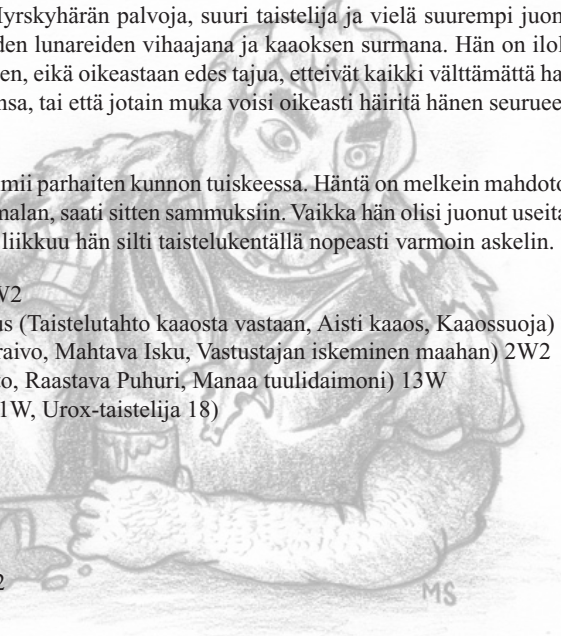 Myrskyhärän palvoja, suuri taistelija ja vielä suurempi juon
den lunareiden vihaajana ja kaaoksen surmana. Hän on ilol
en, eikä oikeastaan edes tajua, etteivät kaikki välttämättä ha
nsa, tai että jotain muka voisi oikeasti häiritä hänen seuruee
mii parhaiten kunnon tuiskeessa. Häntä on melkein mahdoto
malan, saati sitten sammuksiin. Vaikka hän olisi juonut useita
liikkuu hän silti taistelukentällä nopeasti varmoin askelin.
W2
us (Taistelutahto kaaosta vastaan, Aisti kaaos, Kaaossuoja)
raivo, Mahtava Isku, Vastustajan iskeminen maahan) 2W2
to, Raastava Puhuri, Manaa tuulidaimoni) 13W
1W, Urox-taistelija 18)
2
MS